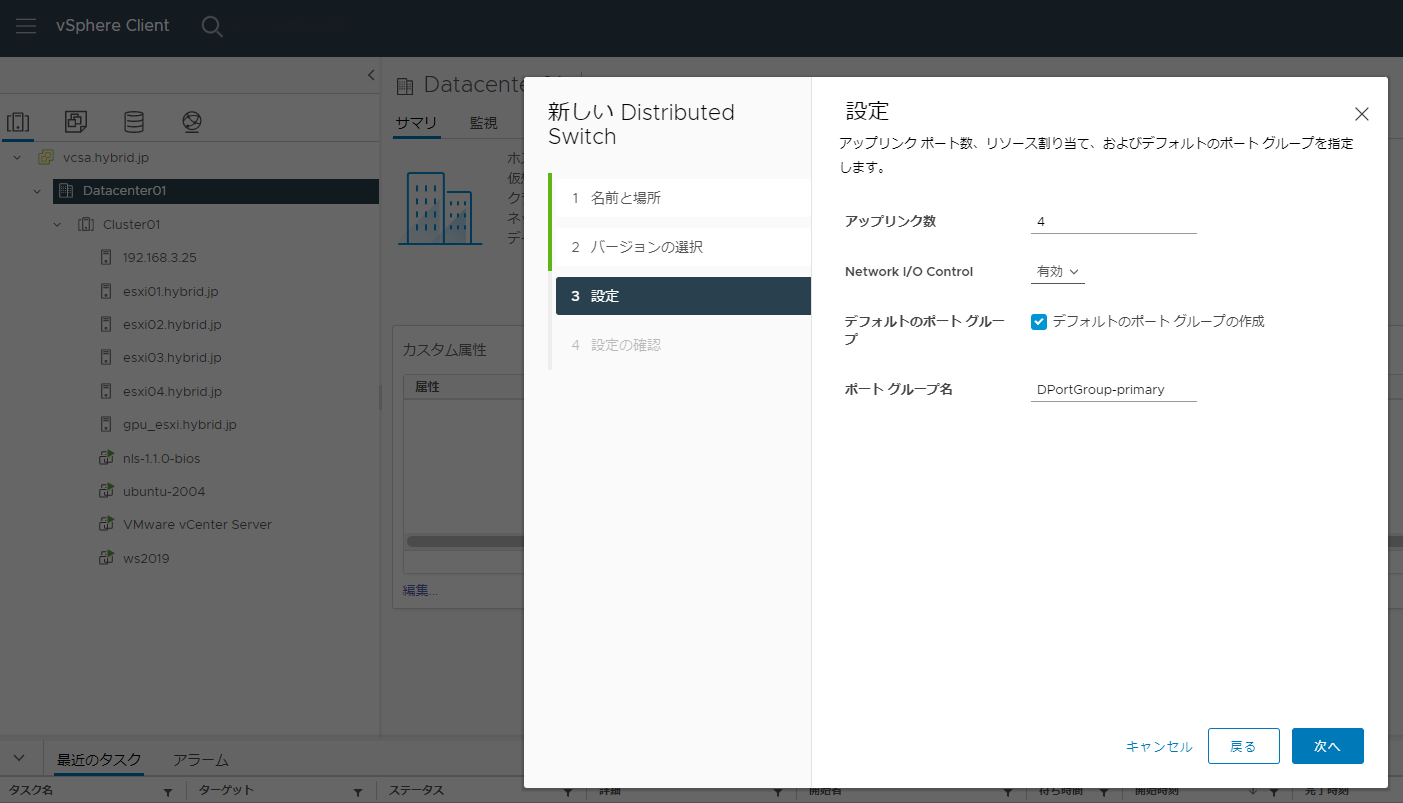 vSphere Client
vcsa.hybrid.jp
Datacenter01
Cluster01
192.168.3.25
esxi01.hybrid.jp
esxi02.hybrid.jp
esxi03.hybrid.jp
esxi04.hybrid.jp
gpu_esxi.hybrid.jp
nls-1.1.0-bios
ubuntu-2004
VMware vCenter Server
ws2019
サマリ 監視
カスタム属性
属性
編集...
新しい Distributed
Switch
1 名前と場所
2 バージョンの選択
3 設定
4 設定の確認
設定
アップリンク ポート数、リソース割り当て、およびデフォルトのポート グループを指定
します。
アップリンク数 4
Network I/O Control 有効
デフォルトのポート グルー
プ
デフォルトのポート グループの作成
ポート グループ名 DPortGroup-primary
キャンセル 戻る 次へ
最近のタスク アラーム
タスク名 ターゲット ステータス 詳細 開始者 待ち時間 開始時刻 完了時刻